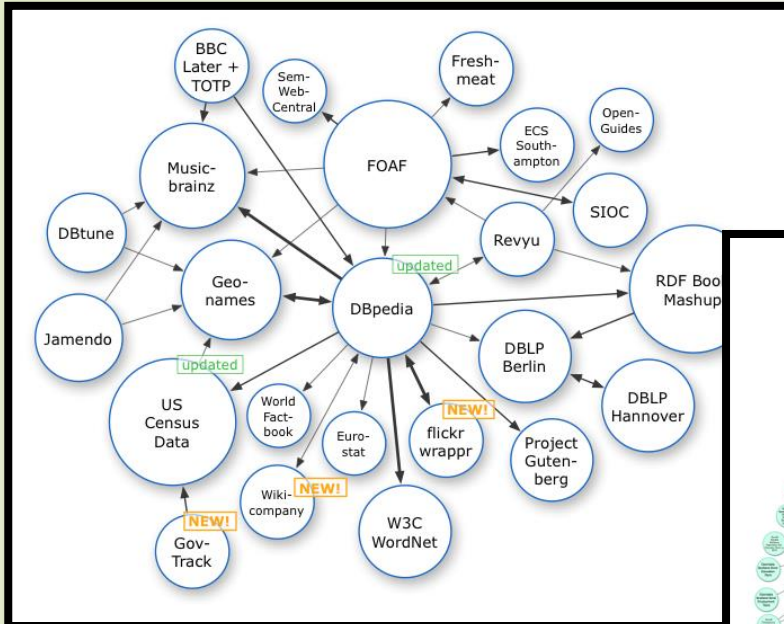 BBC
Later +
TOTP
Sem-
Web-
Central
Fresh-
meat
FOAF
ECS
South-
ampton
Open-
Guides
Music-
brainz
SIOC
DBtune
Revyu
updated
Geo-
names
DBpedia
RDF Boo
Mashup
Jamendo
DBLP
Berlin
updated
US
Census
Data
World
Fact-
book
Euro-
stat
NEW!
flickr
wrappr
DBLP
Hannover
Project
Guten-
berg
Wiki-
company
NEW!
W3C
WordNet
NEW!
Gov-
Track